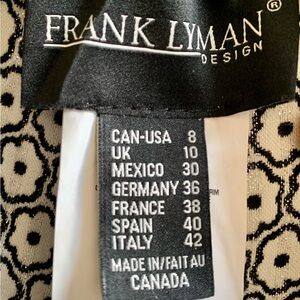 FRANK LYMAN®
DESIGN
CAN-USA 8
UK 10
MEXICO 30
GERMANY 36
FRANCE 38
SPAIN 40
ITALY 42
MADE IN/FAIT AU
CANADA